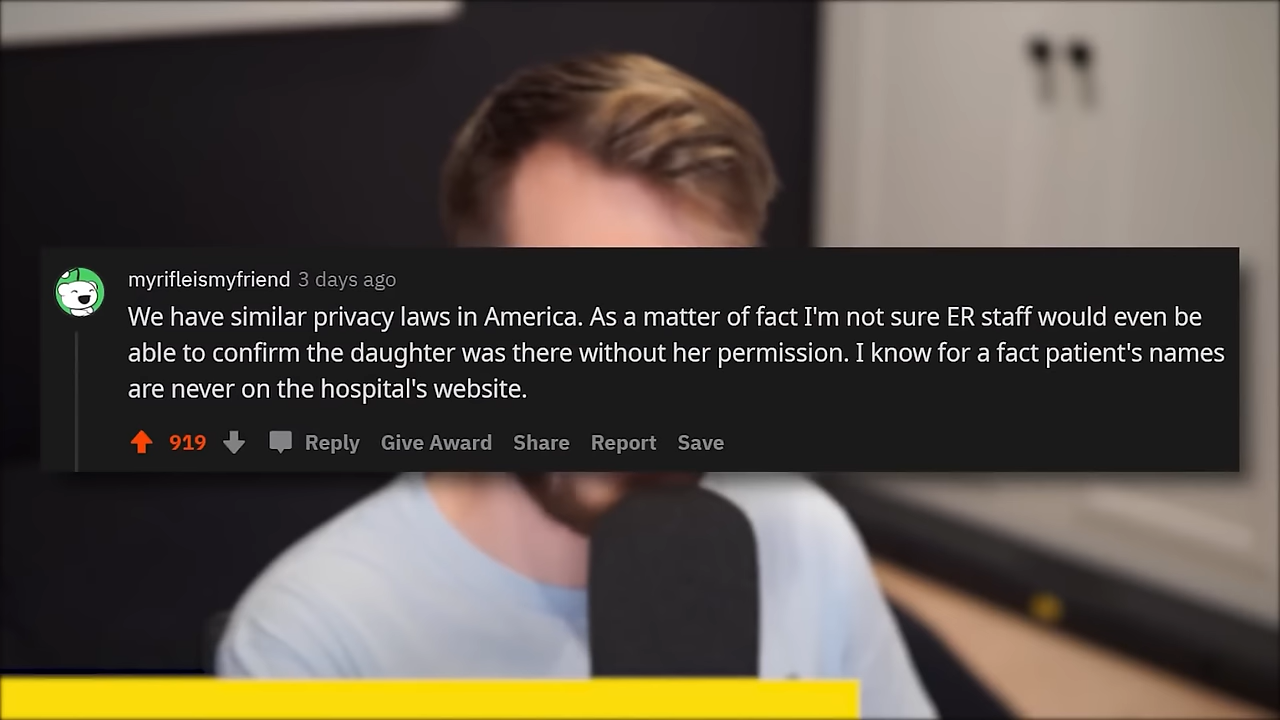 myrifleismyfriend 3 days ago
We have similar privacy laws in America. As a matter of fact I'm not sure ER staff would even be
able to confirm the daughter was there without her permission. I know for a fact patient's names
are never on the hospital's website.
919 Reply Give Award Share Report Save